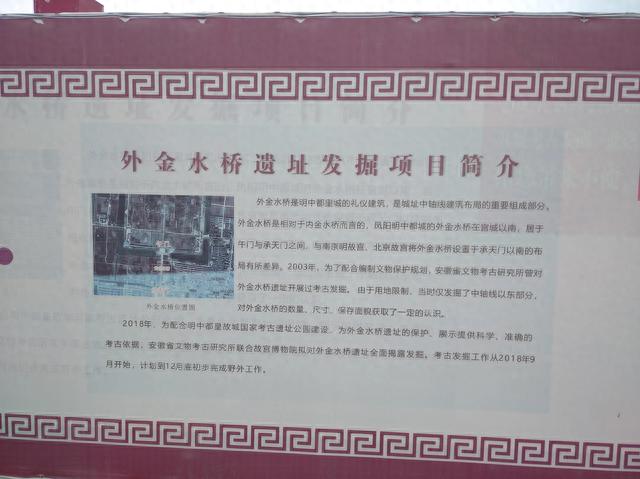 外金水桥遗址发掘项目简介
外金水桥是明中都皇城的礼仪建筑，是城址中轴线建筑布局的重要组成部分。
外金水桥是相对于内金水桥而言的，凤阳明中都城的外金水桥在宫城以南，居于
午门与承天门之间，与南京明故宫、北京故宫将外金水桥设置于承天门以南的布
局有所差异。2003年，为了配合编制文物保护规划，安徽省文物考古研究所曾对
外金水桥遗址开展过考古发掘。由于用地限制，当时仅发掘了中轴线以东部分，
对外金水桥的数量、尺寸、保存面貌获取了一定的认识。
外金水桥位置图
2018年，为配合明中都皇故城国家考古遗址公园建设，为外金水桥遗址的保护、展示提供科学、准确的
考古依据，安徽省文物考古研究所联合故宫博物院拟对外金水桥遗址全面揭露发掘。考古发掘工作从2018年9
月开始，计划到12月底初步完成野外工作。